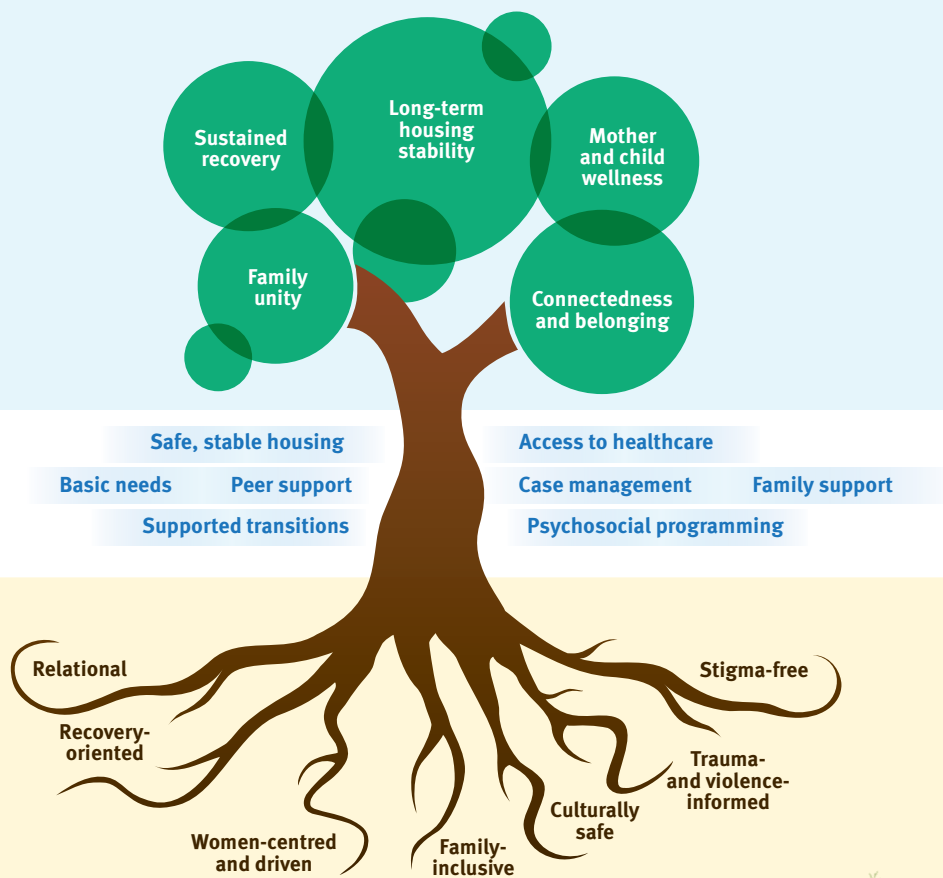 Long-term
housing
stability
Sustained
recovery
Mother
and child
wellness
Family
unity
Connectedness
and belonging
Safe, stable housing
Access to healthcare
Basic needs
Peer support
Case management
Family support
Supported transitions
Psychosocial programming
Relational
Stigma-free
Recovery-
oriented
Trauma-
and violence-
informed
Culturally
safe
Women-centred
and driven
Family-
inclusive